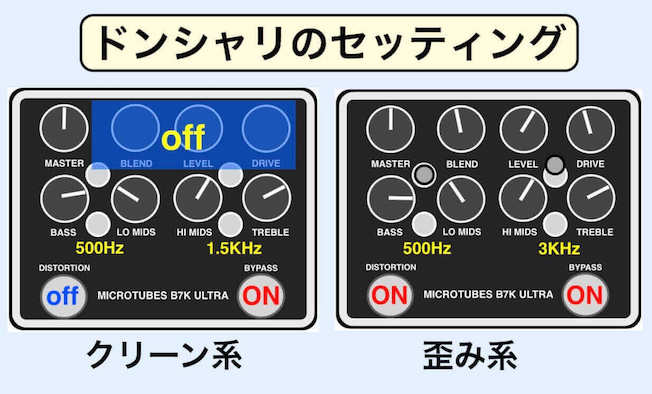 ドンシャリのセッティング
off
MASTER BLEND LEVEL DRIVE
BASS LO MIDS HI MIDS TREBLE
500Hz 1.5KHz
DISTORTION BYPASS
off MICROTUBES B7K ULTRA ON
クリーン系
MASTER BLEND LEVEL DRIVE
BASS LO MIDS HI MIDS TREBLE
500Hz 3KHz
DISTORTION BYPASS
ON MICROTUBES B7K ULTRA ON
歪み系